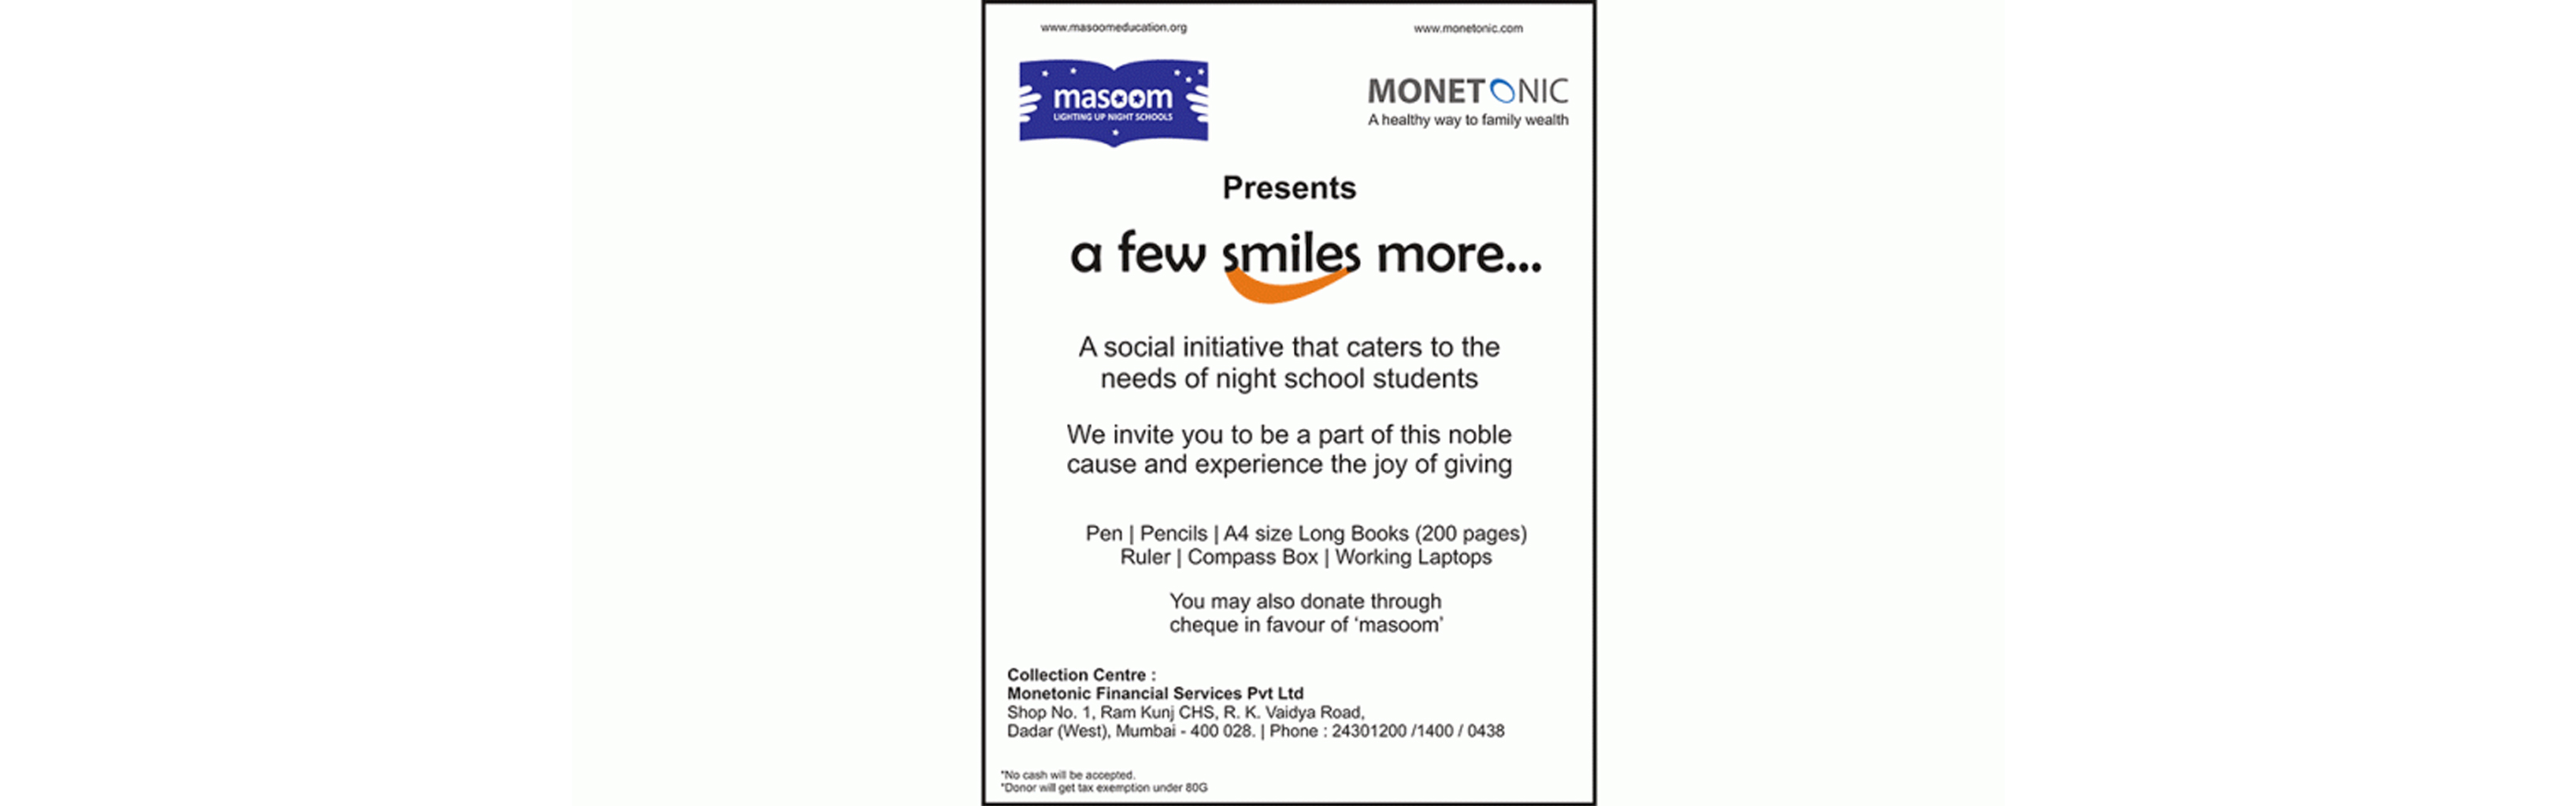 www.masoomeducation.org
www.monetonic.com
masoom
LIGHTING UP NIGHT SCHOOLS
MONETONIC
A healthy way to family wealth
Presents
a few smiles more...
A social initiative that caters to the
needs of night school students
We invite you to be a part of this noble
cause and experience the joy of giving
Pen | Pencils | A4 size Long Books (200 pages)
Ruler | Compass Box | Working Laptops
You may also donate through
cheque in favour of ‘masoom’
Collection Centre :
Monetonic Financial Services Pvt Ltd
Shop No. 1, Ram Kunj CHS, R. K. Vaidya Road,
Dadar (West), Mumbai - 400 028. | Phone : 24301200 /1400 / 0438
*No cash will be accepted.
*Donor will get tax exemption under 80G